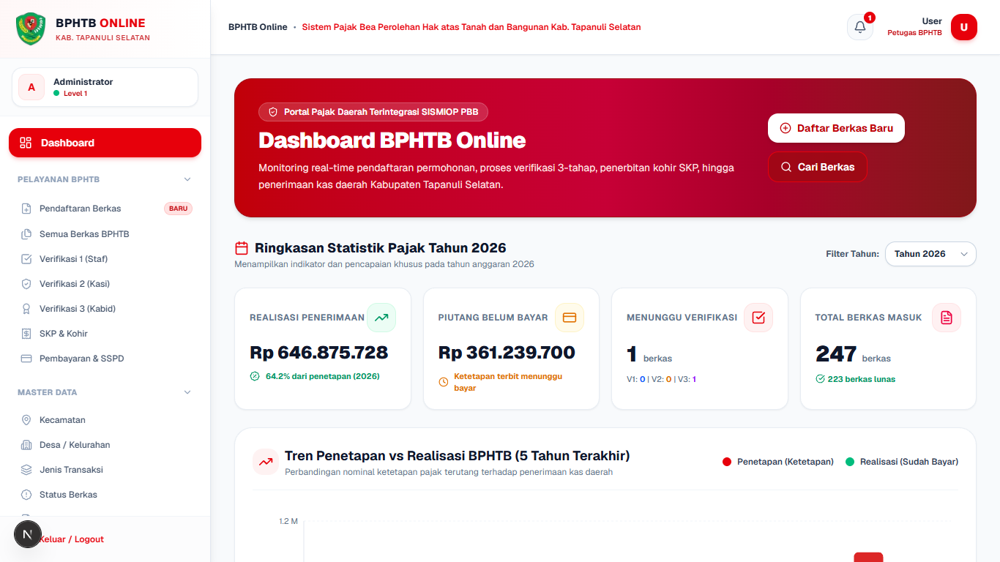 BPHTB ONLINE
KAB. TAPANULI SELATAN
A
Administrator
Level 1
Dashboard
PELAYANAN BPHTB
Pendaftaran Berkas
BARU
Semua Berkas BPHTB
Verifikasi 1 (Staf)
Verifikasi 2 (Kasi)
Verifikasi 3 (Kabid)
SKP & Kohir
Pembayaran & SSPD
MASTER DATA
Kecamatan
Desa / Kelurahan
Jenis Transaksi
Status Berkas
N
Keluar / Logout
BPHTB Online • Sistem Pajak Bea Perolehan Hak atas Tanah dan Bangunan Kab. Tapanuli Selatan
1
User
Petugas BPHTB
U
Portal Pajak Daerah Terintegrasi SISMIOP PBB
Dashboard BPHTB Online
Monitoring real-time pendaftaran permohonan, proses verifikasi 3-tahap, penerbitan kohir SKP, hingga
penerimaan kas daerah Kabupaten Tapanuli Selatan.
Daftar Berkas Baru
Cari Berkas
Ringkasan Statistik Pajak Tahun 2026
Menampilkan indikator dan pencapaian khusus pada tahun anggaran 2026
Filter Tahun:
Tahun 2026
REALISASI PENERIMAAN
Rp 646.875.728
64.2% dari penetapan (2026)
PIUTANG BELUM BAYAR
Rp 361.239.700
Ketetapan terbit menunggu
bayar
MENUNGGU VERIFIKASI
1 berkas
V1: 0 | V2: 0 | V3: 1
TOTAL BERKAS MASUK
247 berkas
223 berkas lunas
Tren Penetapan vs Realisasi BPHTB (5 Tahun Terakhir)
Perbandingan nominal ketetapan pajak terutang terhadap penerimaan kas daerah
Penetapan (Ketetapan)
Realisasi (Sudah Bayar)
1.2 M